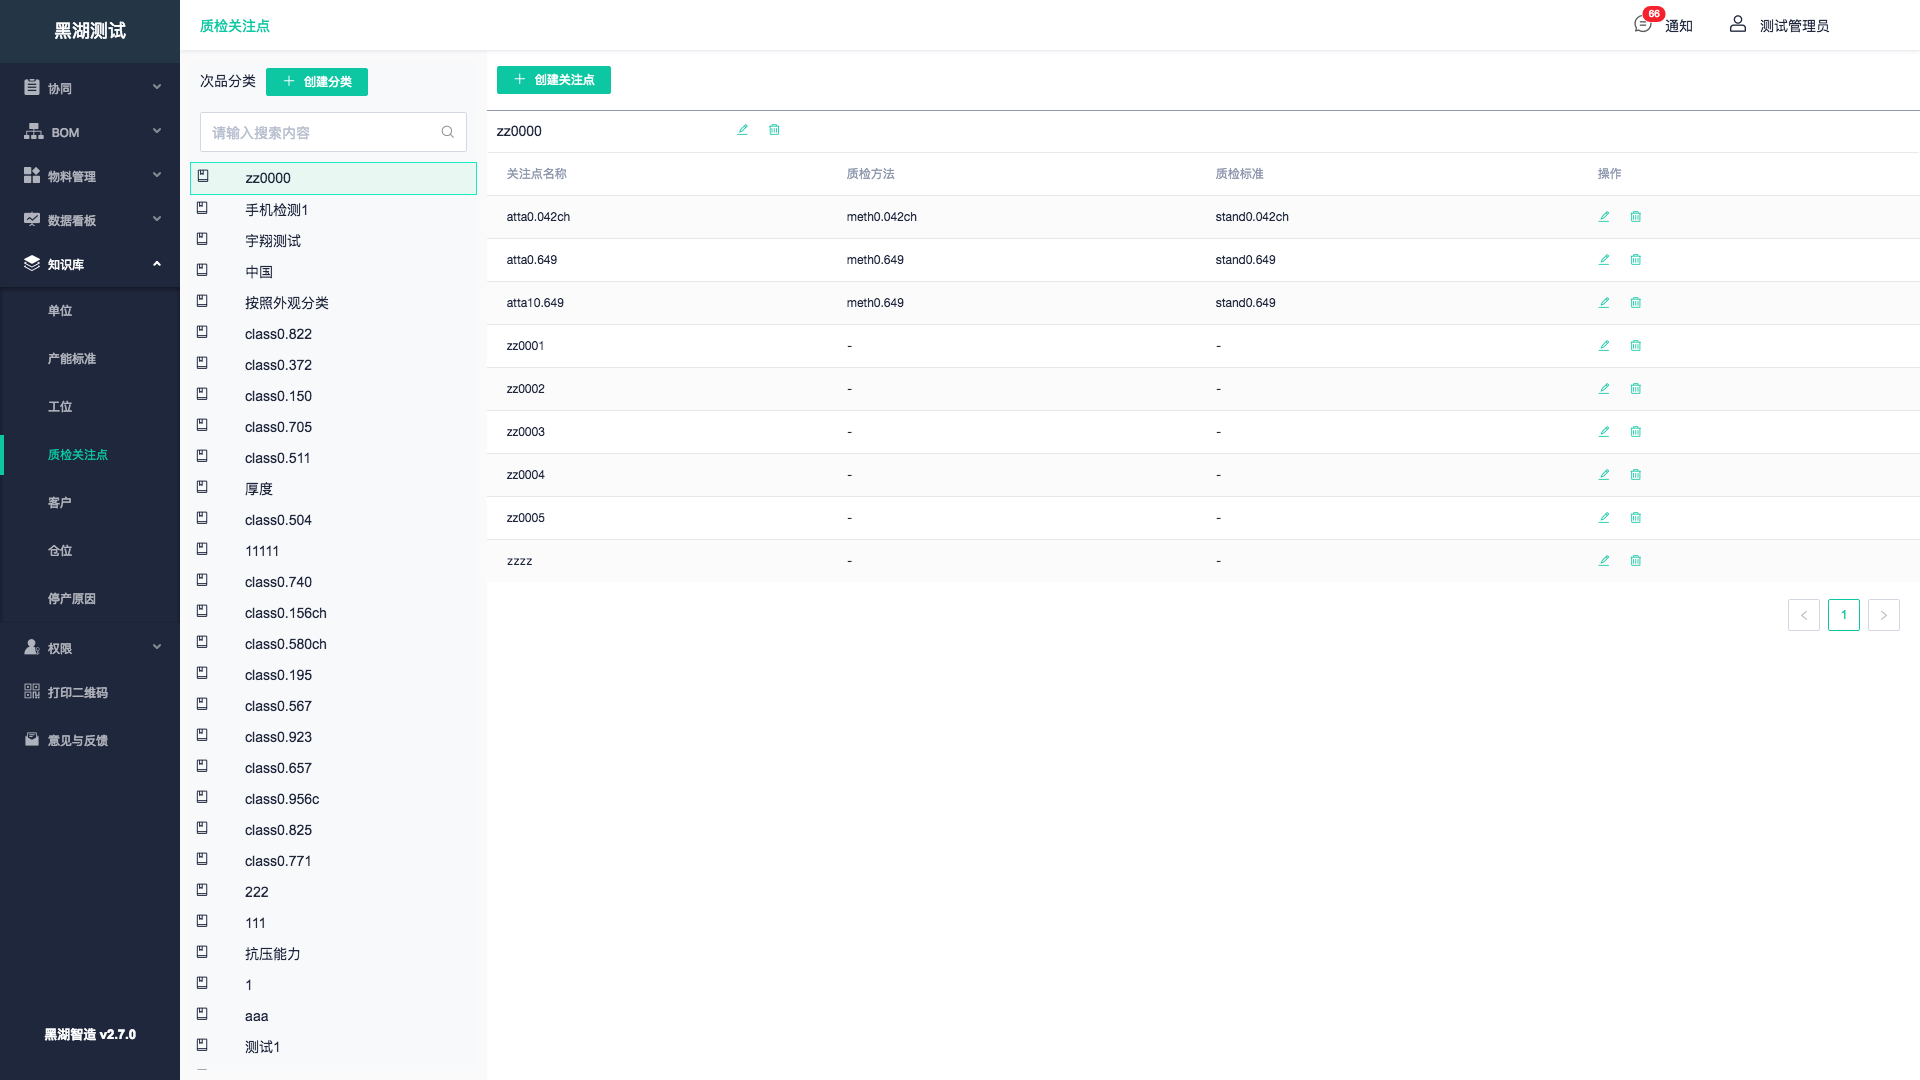 黑湖测试
协同
BOM
物料管理
数据看板
知识库
单位
产能标准
工位
质检关注点
客户
仓位
停产原因
权限
打印二维码
意见与反馈
黑湖智造 v2.7.0
质检关注点
66
通知
测试管理员
次品分类
创建分类
请输入搜索内容
zz0000
手机检测1
宇翔测试
中国
按照外观分类
class0.822
class0.372
class0.150
class0.705
class0.511
厚度
class0.504
11111
class0.740
class0.156ch
class0.580ch
class0.195
class0.567
class0.923
class0.657
class0.956c
class0.825
class0.771
222
111
抗压能力
1
aaa
测试1
创建关注点
zz0000
关注点名称 质检方法 质检标准 操作
atta0.042ch meth0.042ch stand0.042ch
atta0.649 meth0.649 stand0.649
atta10.649 meth0.649 stand0.649
zz0001 - -
zz0002 - -
zz0003 - -
zz0004 - -
zz0005 - -
zzzz - -
< 1 >